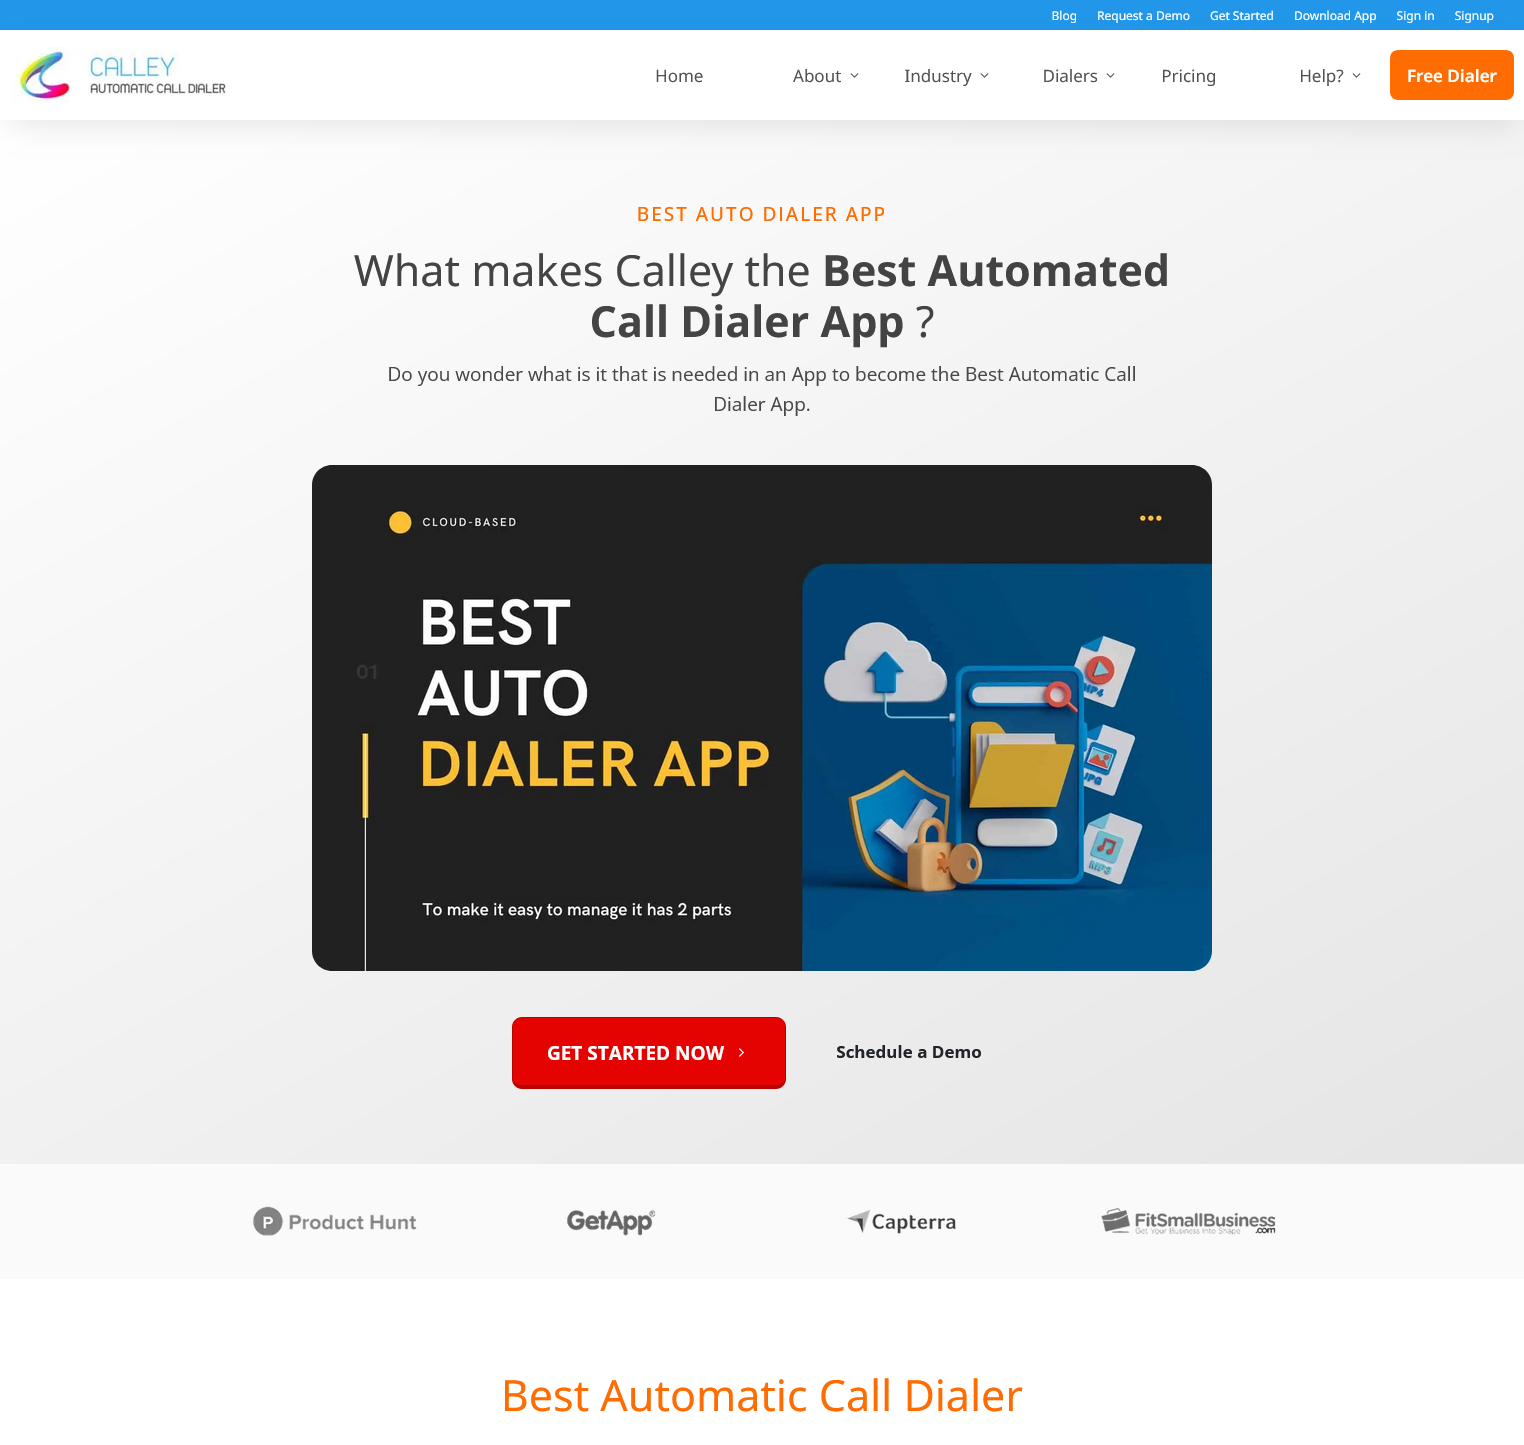 Blog Request a Demo Get Started Download App Sign in Signup
CALLEY
AUTOMATIC CALL DIALER
Home About Industry Dialers Pricing Help? Free Dialer
BEST AUTO DIALER APP
What makes Calley the Best Automated
Call Dialer App ?
Do you wonder what is it that is needed in an App to become the Best Automatic Call
Dialer App.
CLOUD-BASED
BEST
AUTO
DIALER APP
01
To make it easy to manage it has 2 parts
MP4
JPG
MP3
GET STARTED NOW
Schedule a Demo
P Product Hunt
GetApp®
Capterra
FitSmallBusiness
Get Your Business Into Shape .com
Best Automatic Call Dialer